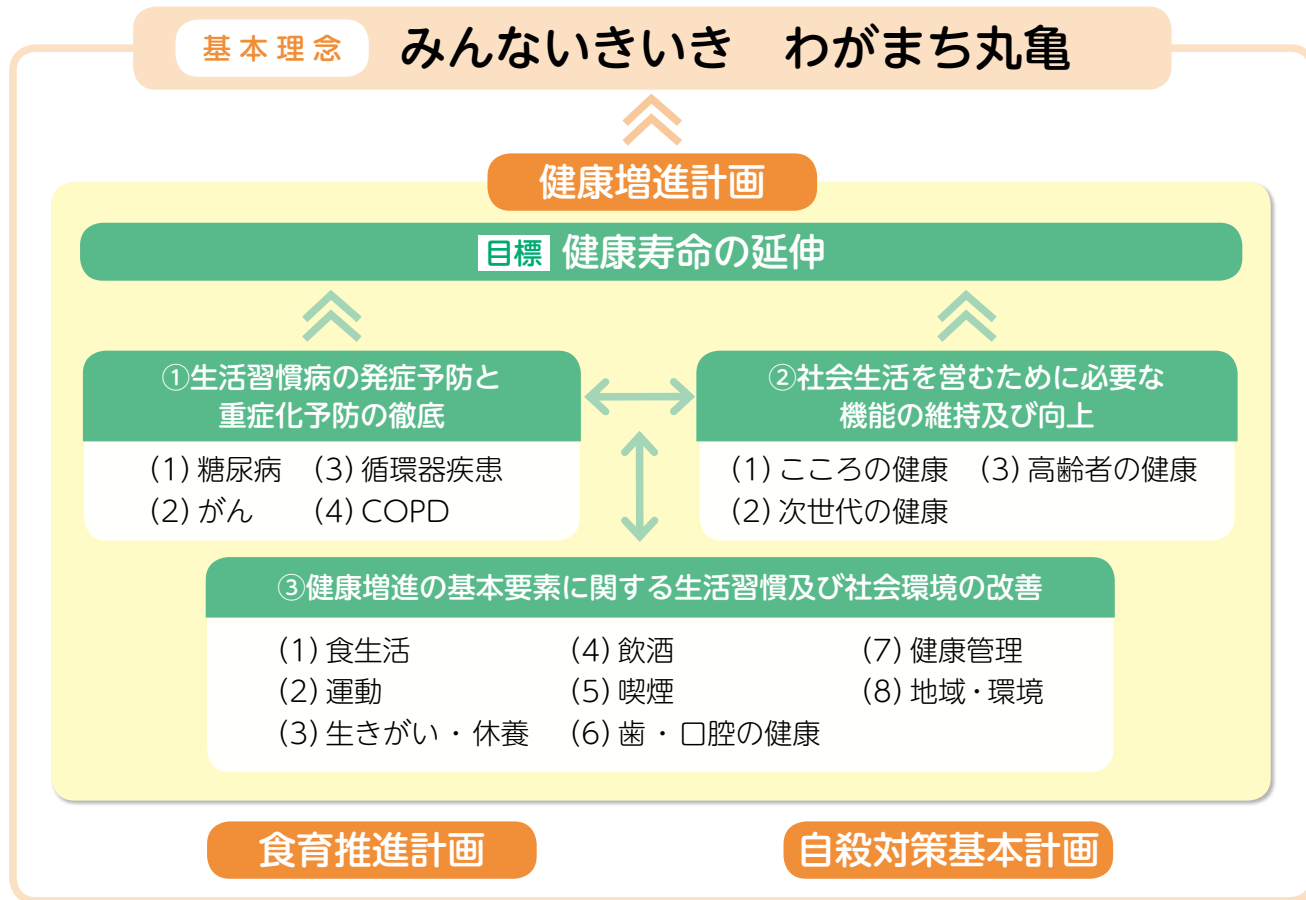 基本理念 みんないきいき　わがまち丸亀
健康増進計画
目標 健康寿命の延伸
①生活習慣病の発症予防と
重症化予防の徹底
(1) 糖尿病　(3) 循環器疾患
(2) がん　(4) COPD
②社会生活を営むために必要な
機能の維持及び向上
(1) こころの健康　(3) 高齢者の健康
(2) 次世代の健康
③健康増進の基本要素に関する生活習慣及び社会環境の改善
(1) 食生活　(4) 飲酒　(7) 健康管理
(2) 運動　(5) 喫煙　(8) 地域・環境
(3) 生きがい・休養　(6) 歯・口腔の健康
食育推進計画　自殺対策基本計画